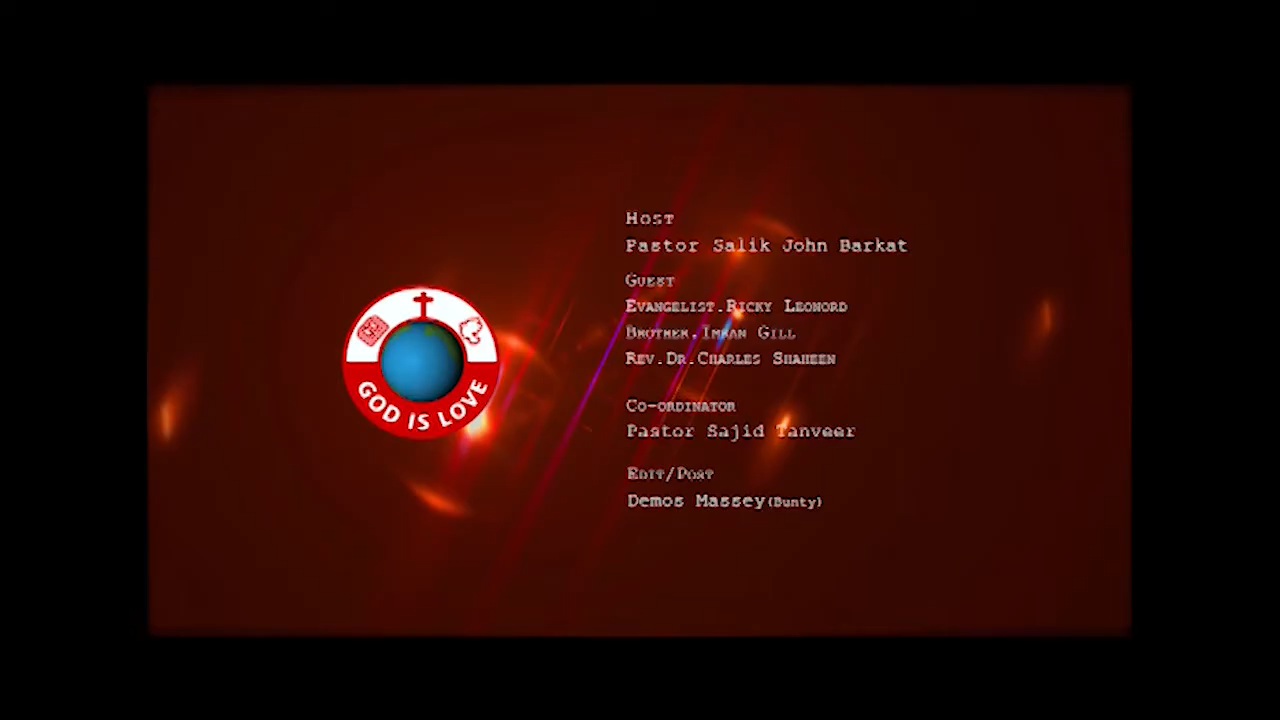 GOD IS LOVE
Host
Pastor Salik John Barkat
Guest
Evangelist.Ricky Leonord
Brother.Imran Gill
Rev.Dr.Charles Shaheen
Co-ordinator
Pastor Sajid Tanveer
Edit/Post
Demos Massey(Bunty)